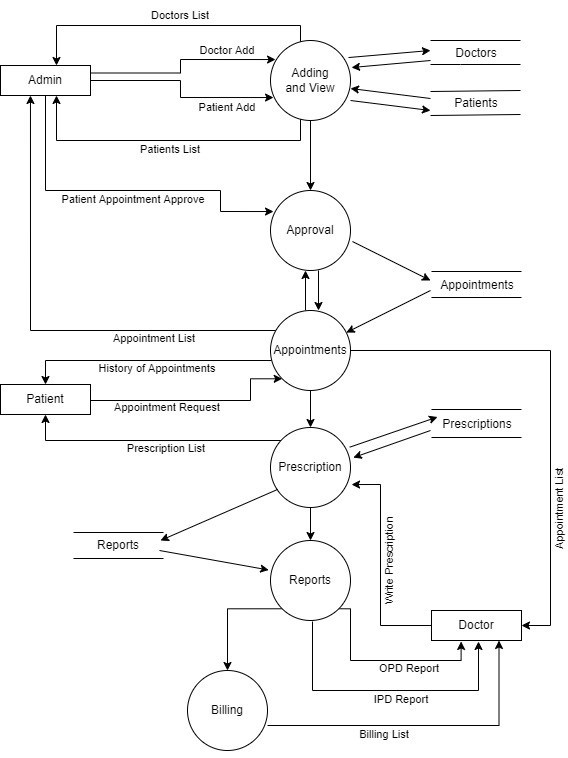 Doctors List
Doctor Add
Doctors
Admin
Adding
and View
Patients
Patient Add
Patients List
Patient Appointment Approve
Approval
Appointments
Appointment List
Appointments
History of Appointments
Patient
Appointment Request
Prescriptions
Prescription List
Prescription
Appointment List
Write Prescription
Reports
Reports
Doctor
OPD Report
IPD Report
Billing
Billing List